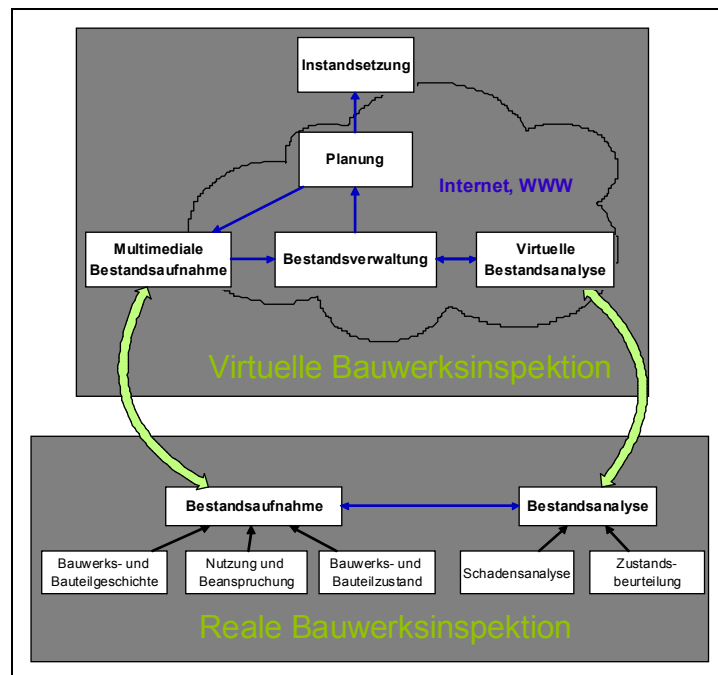 Instandsetzung
Planung
Internet, WWW
Multimediale
Bestandsaufnahme
Bestandsverwaltung
Virtuelle
Bestandsanalyse
Virtuelle Bauwerksinspektion
Bestandsaufnahme
Bestandsanalyse
Bauwerks- und
Bauteilgeschichte
Nutzung und
Beanspruchung
Bauwerks- und
Bauteilzustand
Schadensanalyse
Zustands-
beurteilung
Reale Bauwerksinspektion